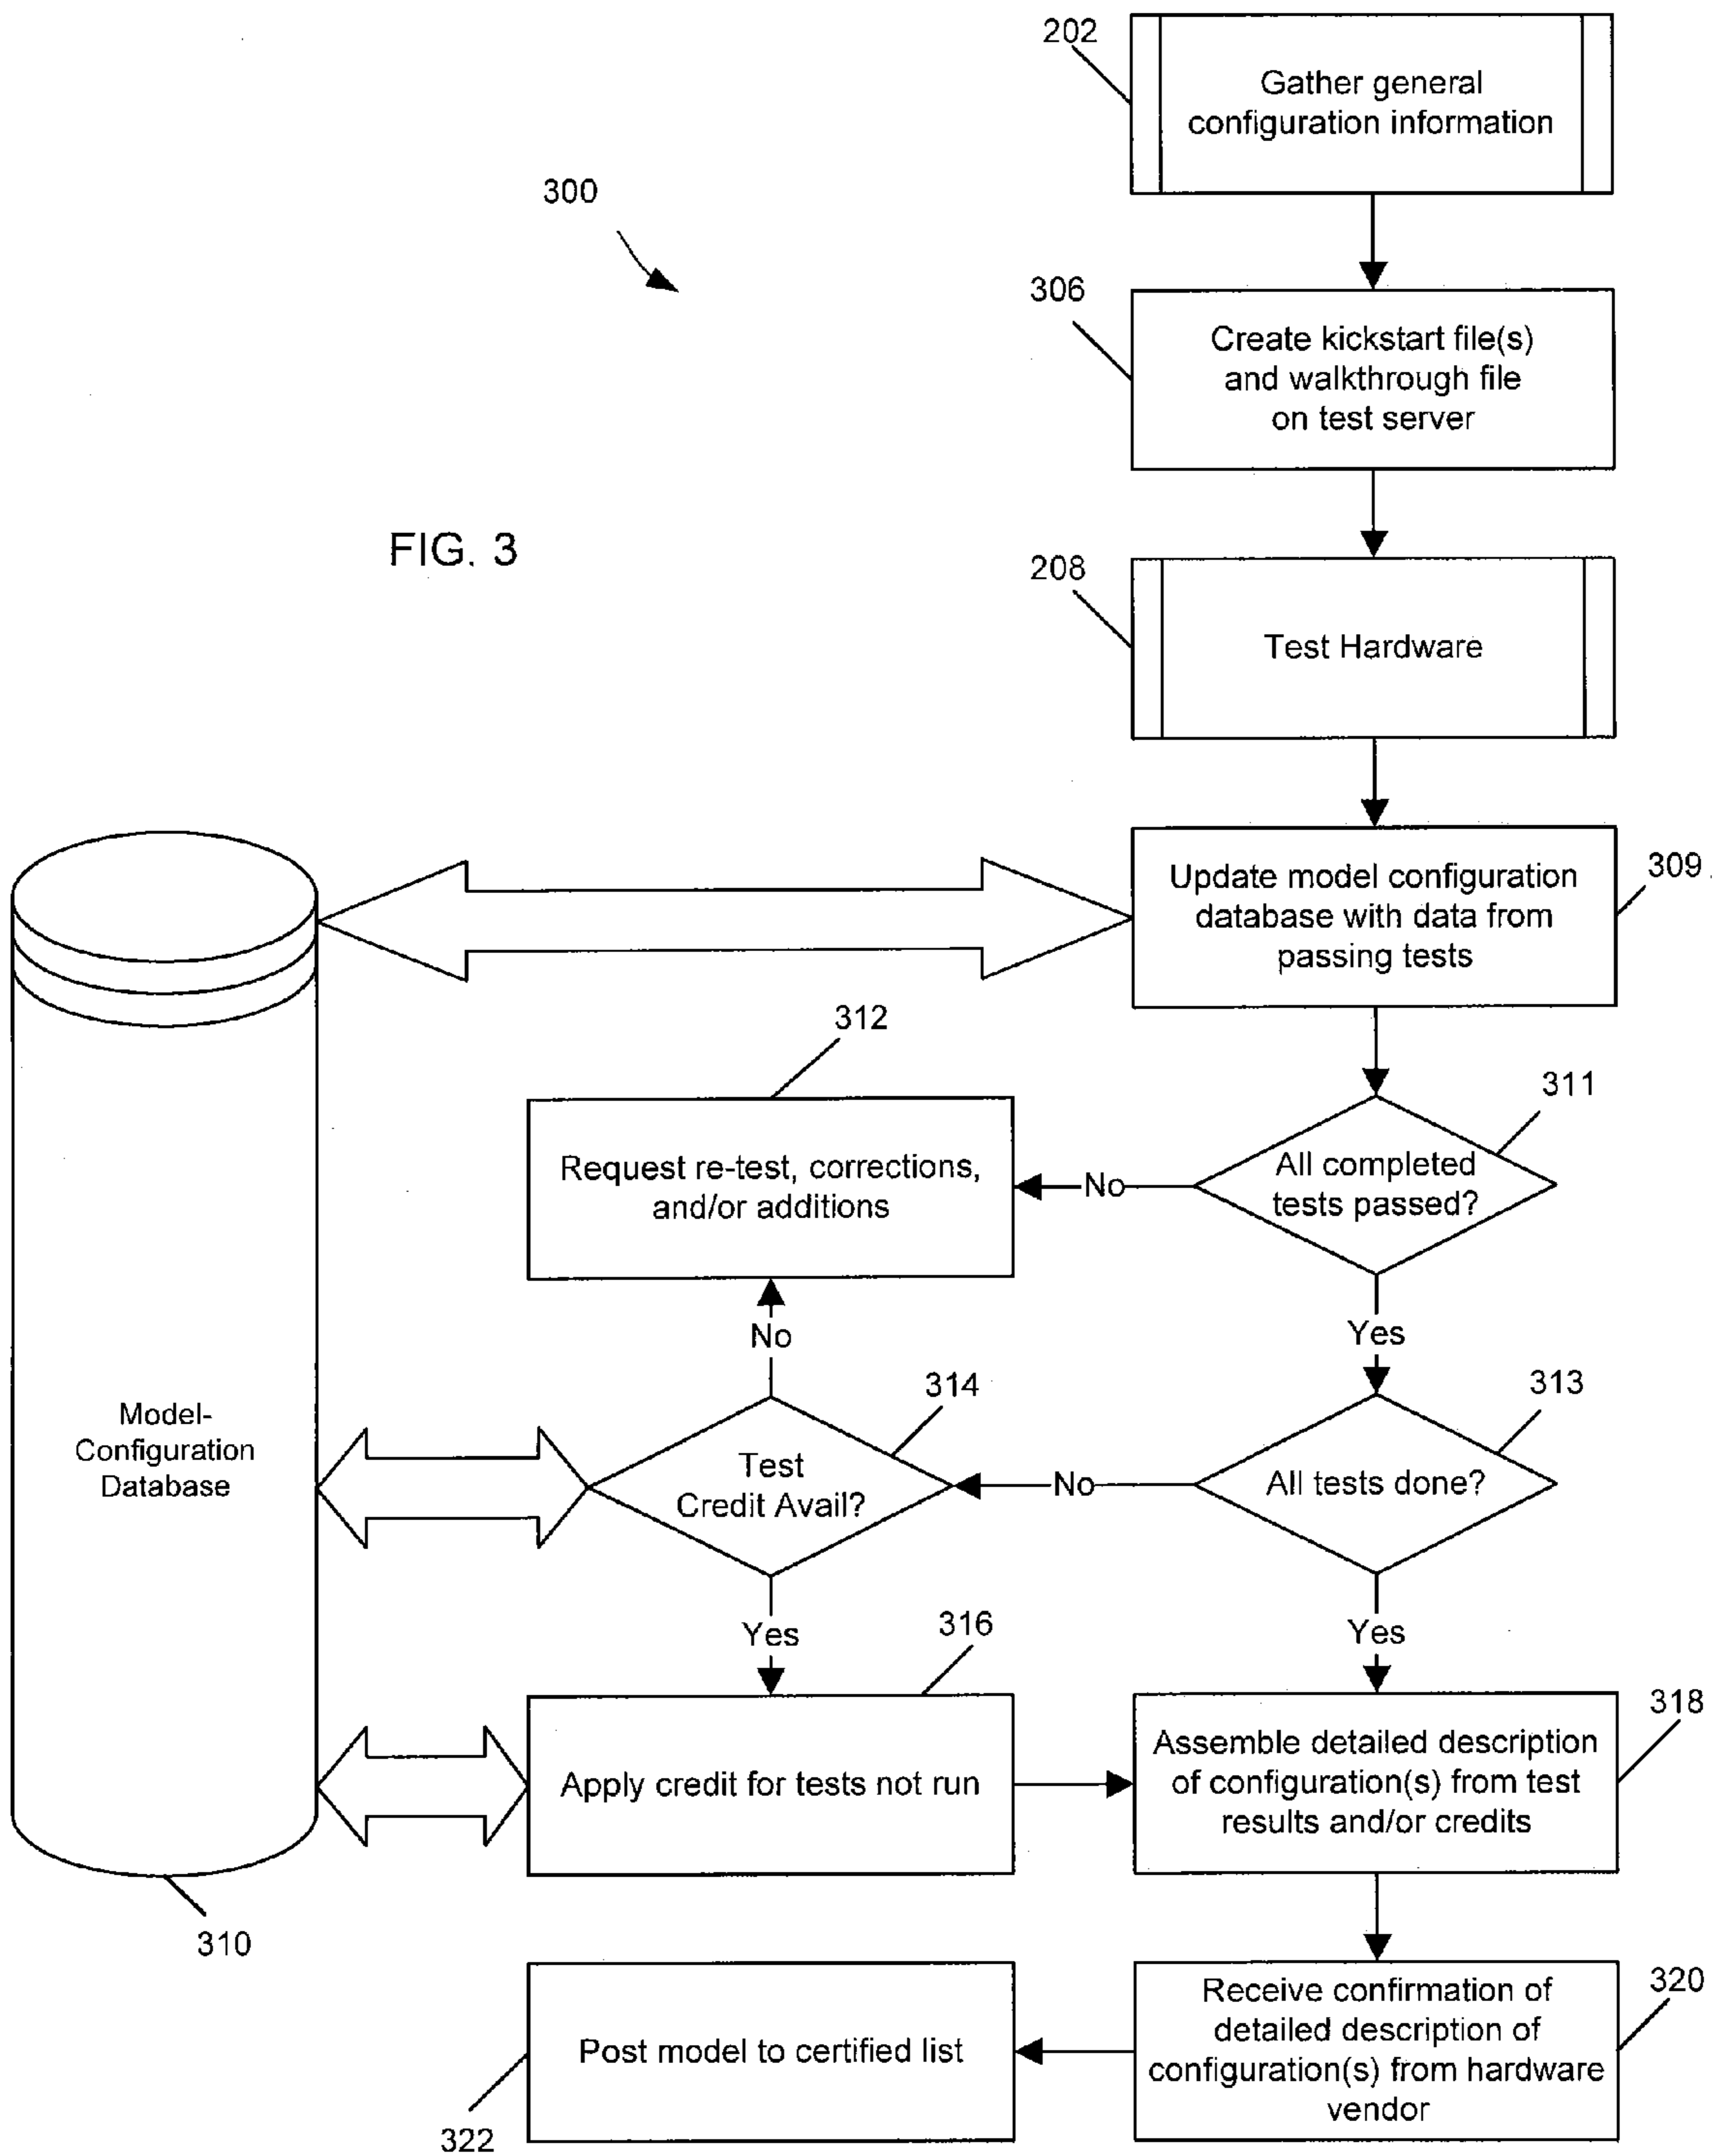 202
Gather general
configuration information
300
306
Create kickstart file(s)
and walkthrough file
on test server
FIG. 3
208
Test Hardware
Update model configuration
database with data from
passing tests
309
312
311
Request re-test, corrections,
and/or additions
No
All completed
tests passed?
No
Yes
314
313
Model-
Configuration
Database
Test
Credit Avail?
No
All tests done?
Yes
316
Yes
318
Apply credit for tests not run
Assemble detailed description
of configuration(s) from test
results and/or credits
310
320
Post model to certified list
Receive confirmation of
detailed description of
configuration(s) from hardware
vendor
322